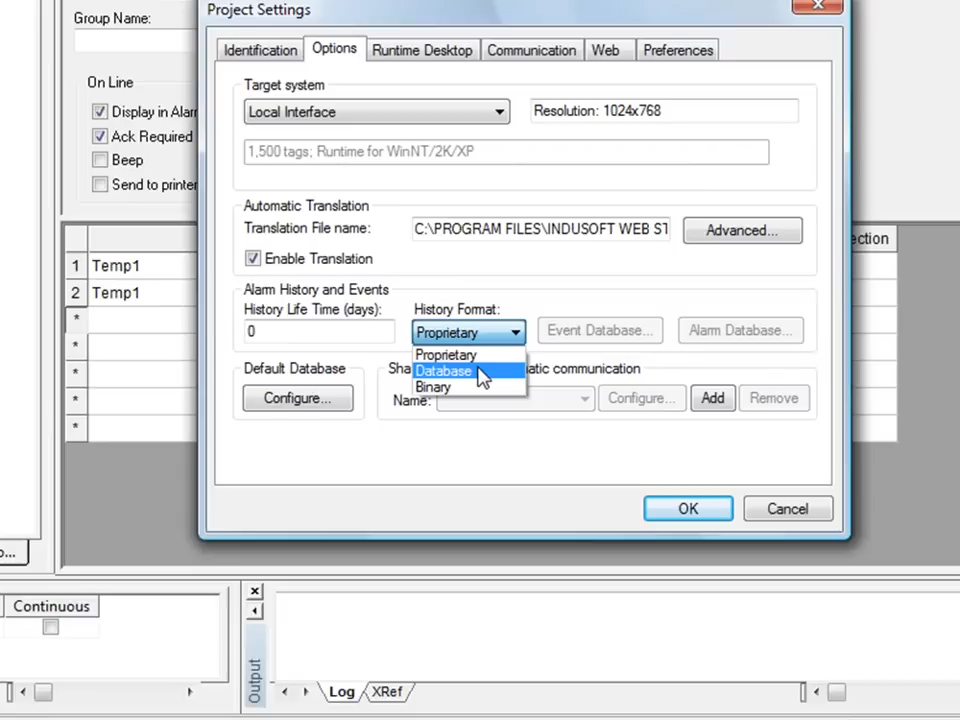 Group Name:
On Line
Display in Alar
Ack Required
Beep
Send to printer
1 Temp1
2 Temp1
*
*
*
*
*
ection
Project Settings
Identification
Options
Runtime Desktop
Communication
Web
Preferences
Target system
Local Interface
Resolution: 1024x768
1,500 tags; Runtime for WinNT/2K/XP
Automatic Translation
Translation File name:
C:\PROGRAM FILES\INDUSOFT WEB ST
Advanced...
Enable Translation
Alarm History and Events
History Life Time (days):
History Format:
0
Proprietary
Event Database...
Alarm Database...
Proprietary
Database
Binary
Default Database
Configure...
Sha
atic communication
Name:
Configure...
Add
Remove
OK
Cancel
o...
Continuous
Output
Log
XRef